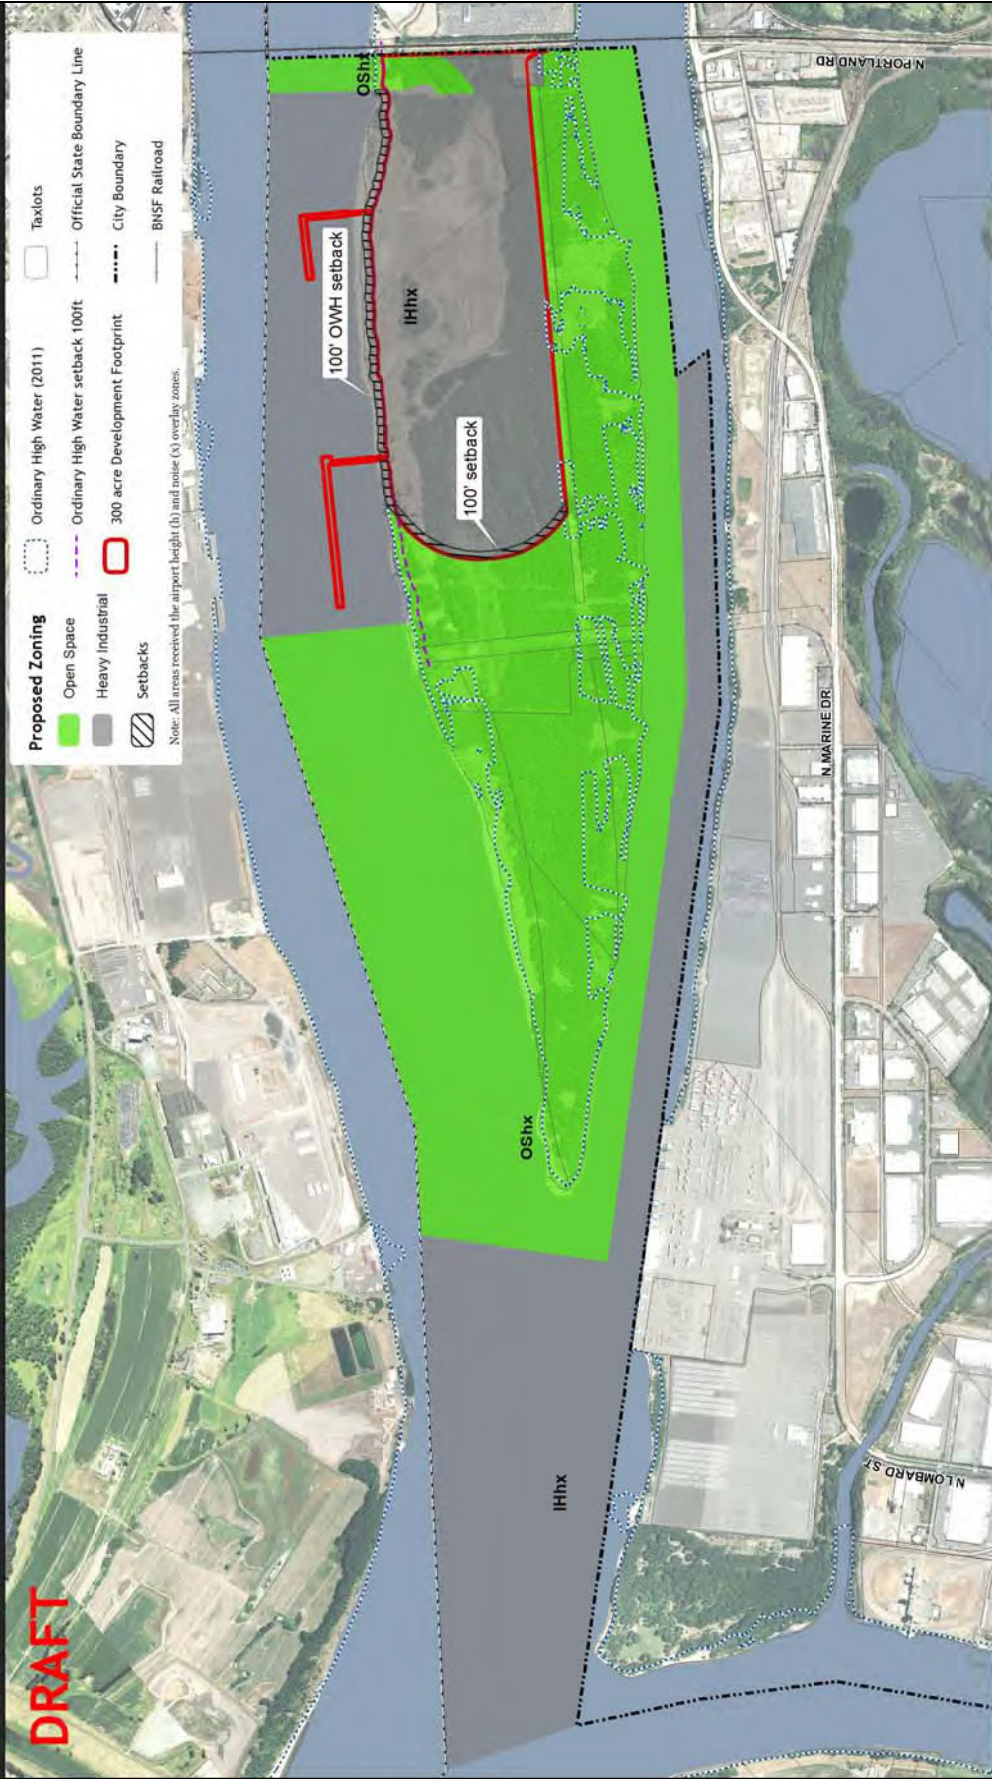 DRAFT
Proposed Zoning
Open Space
Heavy Industrial
Setbacks
Ordinary High Water (2011)
Ordinary High Water setback 100ft
300 acre Development Footprint
Taxlots
Official State Boundary Line
City Boundary
BNSF Railroad
Note: All areas received the airport height (h) and noise (x) overlay zones.
OShx
100' OWH setback
IHhx
100' setback
OShx
IHhx
N PORTLAND RD
N MARINE DR
N LOMBARD ST